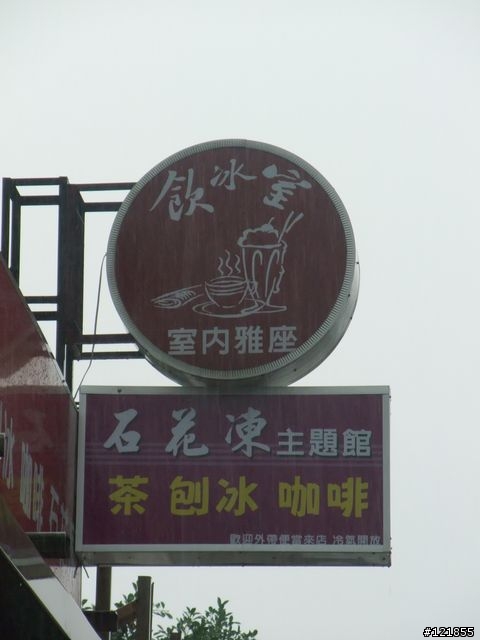 飲冰室
室內雅座
石花凍主題館
茶 刨冰 咖啡
歡迎外帶便當來店 冷氣開放
#121855